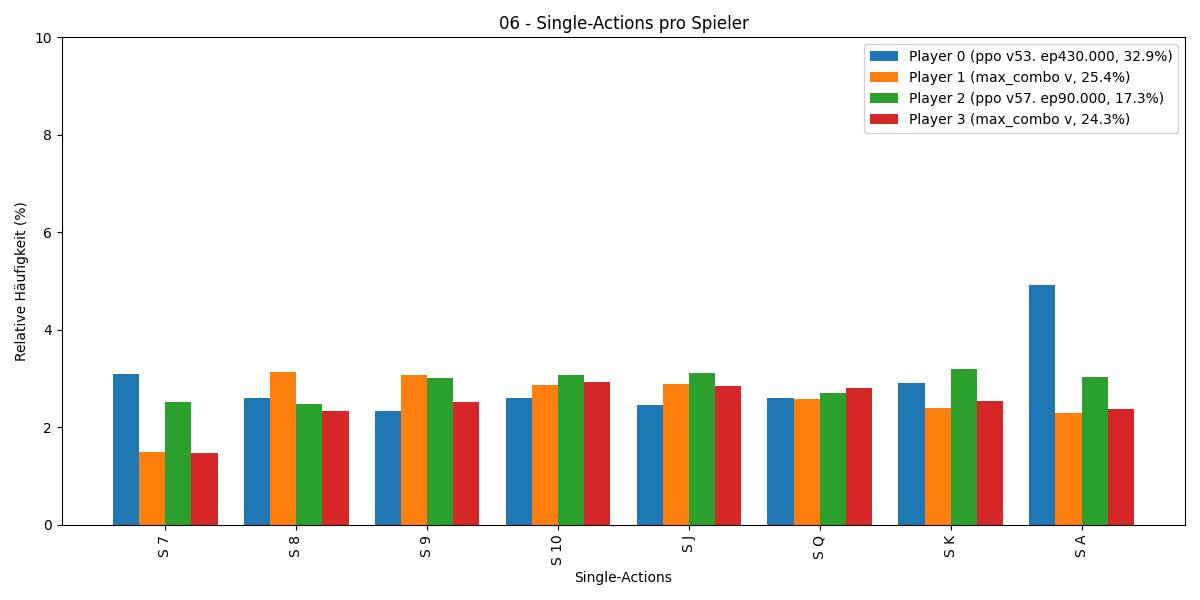 06 - Single-Actions pro Spieler
Player 0 (ppo v53. ep430.000, 32.9%)
Player 1 (max_combo v, 25.4%)
Player 2 (ppo v57. ep90.000, 17.3%)
Player 3 (max_combo v, 24.3%)
Relative Häufigkeit (%)
10
8
6
4
2
0
S 7
S 8
S 9
S 10
S J
S Q
S K
S A
Single-Actions